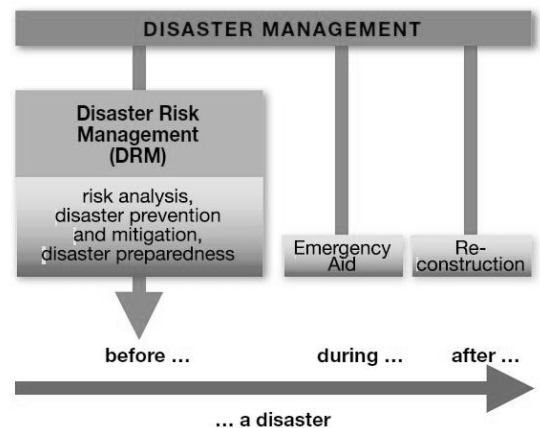 DISASTER MANAGEMENT
Disaster Risk
Management
(DRM)
risk analysis,
disaster prevention
and mitigation,
disaster preparedness
Emergency
Aid
Re-
construction
before ...
during ...
after ...
... a disaster